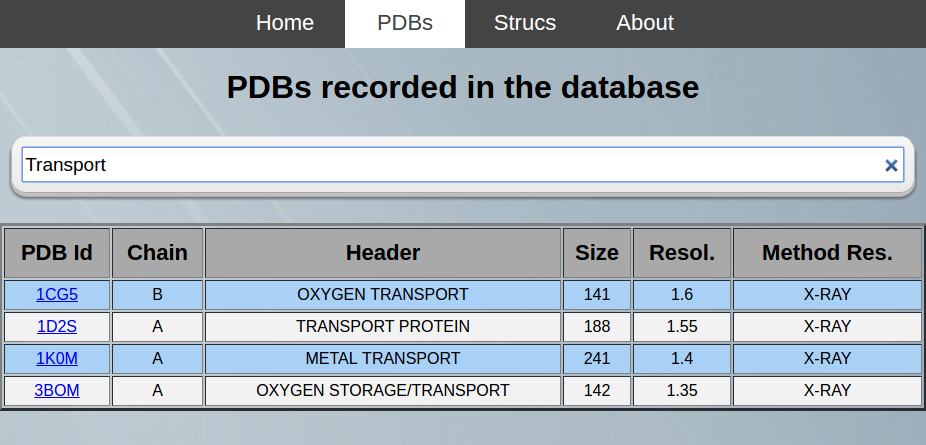 Home PDBs Strucs About
PDBs recorded in the database
Transport
PDB Id Chain Header Size Resol. Method Res.
1CG5 B OXYGEN TRANSPORT 141 1.6 X-RAY
1D2S A TRANSPORT PROTEIN 188 1.55 X-RAY
1K0M A METAL TRANSPORT 241 1.4 X-RAY
3BOM A OXYGEN STORAGE/TRANSPORT 142 1.35 X-RAY